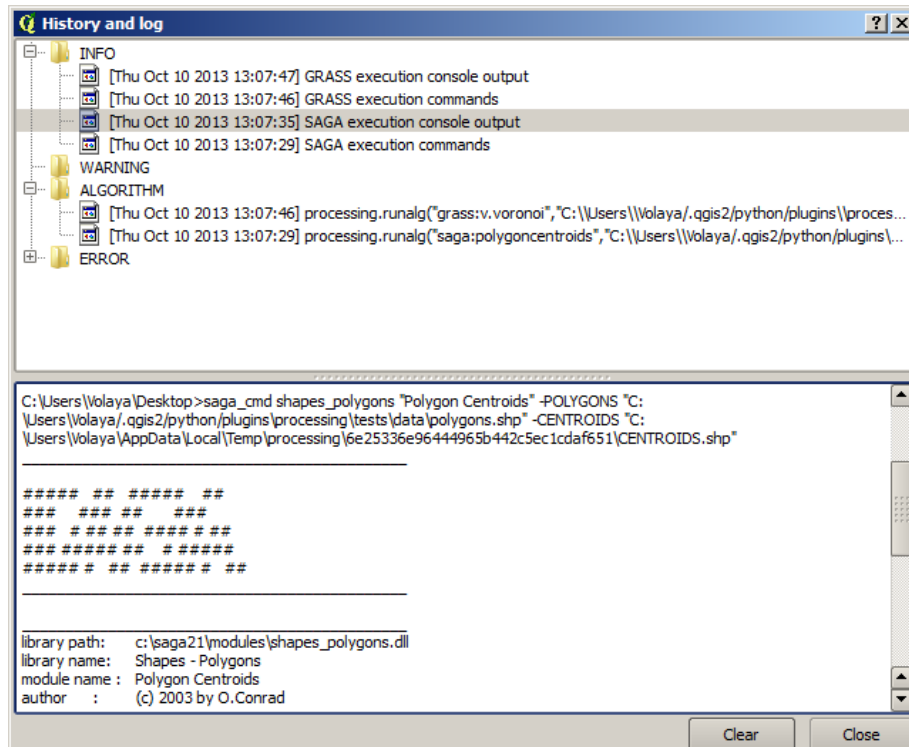 History and log
INFO
[Thu Oct 10 2013 13:07:47] GRASS execution console output
[Thu Oct 10 2013 13:07:46] GRASS execution commands
[Thu Oct 10 2013 13:07:35] SAGA execution console output
[Thu Oct 10 2013 13:07:29] SAGA execution commands
WARNING
ALGORITHM
[Thu Oct 10 2013 13:07:46] processing.runalg("grass:v.voronoi","C:\\Users\\Volaya/.qgis2/python/plugins\\proces...
[Thu Oct 10 2013 13:07:29] processing.runalg("saga:polygoncentroids","C:\\Users\\Volaya/.qgis2/python/plugins\...
ERROR
C:\Users\Volaya\Desktop>saga_cmd shapes_polygons "Polygon Centroids" -POLYGONS "C:
\Users\Volaya/.qgis2/python/plugins\processing\tests\data\polygons.shp" -CENTROIDS "C:
\Users\Volaya\AppData\Local\Temp\processing\6e25336e96444965b442c5ec1cdaf651\CENTROIDS.shp"
_____________________________________________
##### ## ##### ##
### ### ## ###
### # ## ## #### # ##
### ##### ## # #####
##### # ## ##### # ##
_____________________________________________
_____________________________________________
library path: c:\saga21\modules\shapes_polygons.dll
library name: Shapes - Polygons
module name : Polygon Centroids
author : (c) 2003 by O.Conrad
Clear Close